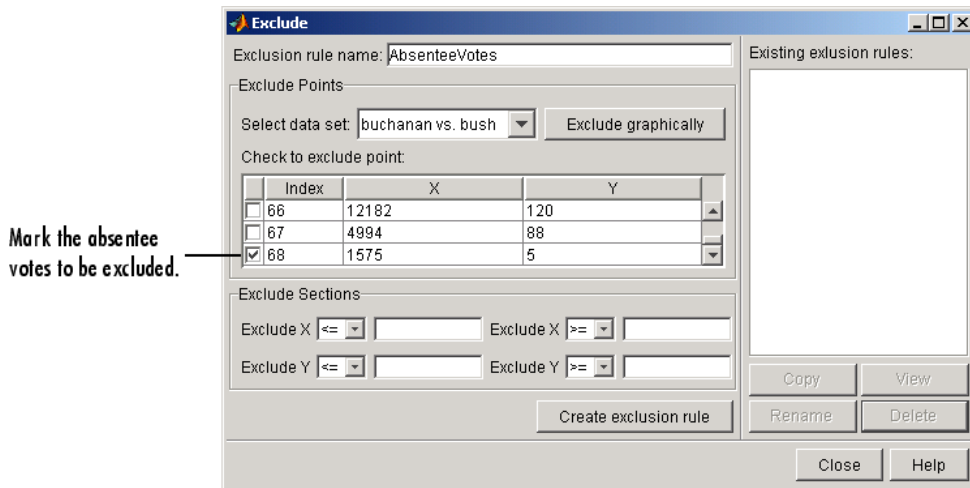 Exclude
Exclusion rule name: AbsenteeVotes
Existing exlusion rules:
Exclude Points
Select data set: buchanan vs. bush Exclude graphically
Check to exclude point:
Index X Y
66 12182 120
67 4994 88
68 1575 5
Mark the absentee
votes to be excluded.
Exclude Sections
Exclude X <= Exclude X >=
Exclude Y <= Exclude Y >=
Copy View
Create exclusion rule Rename Delete
Close Help